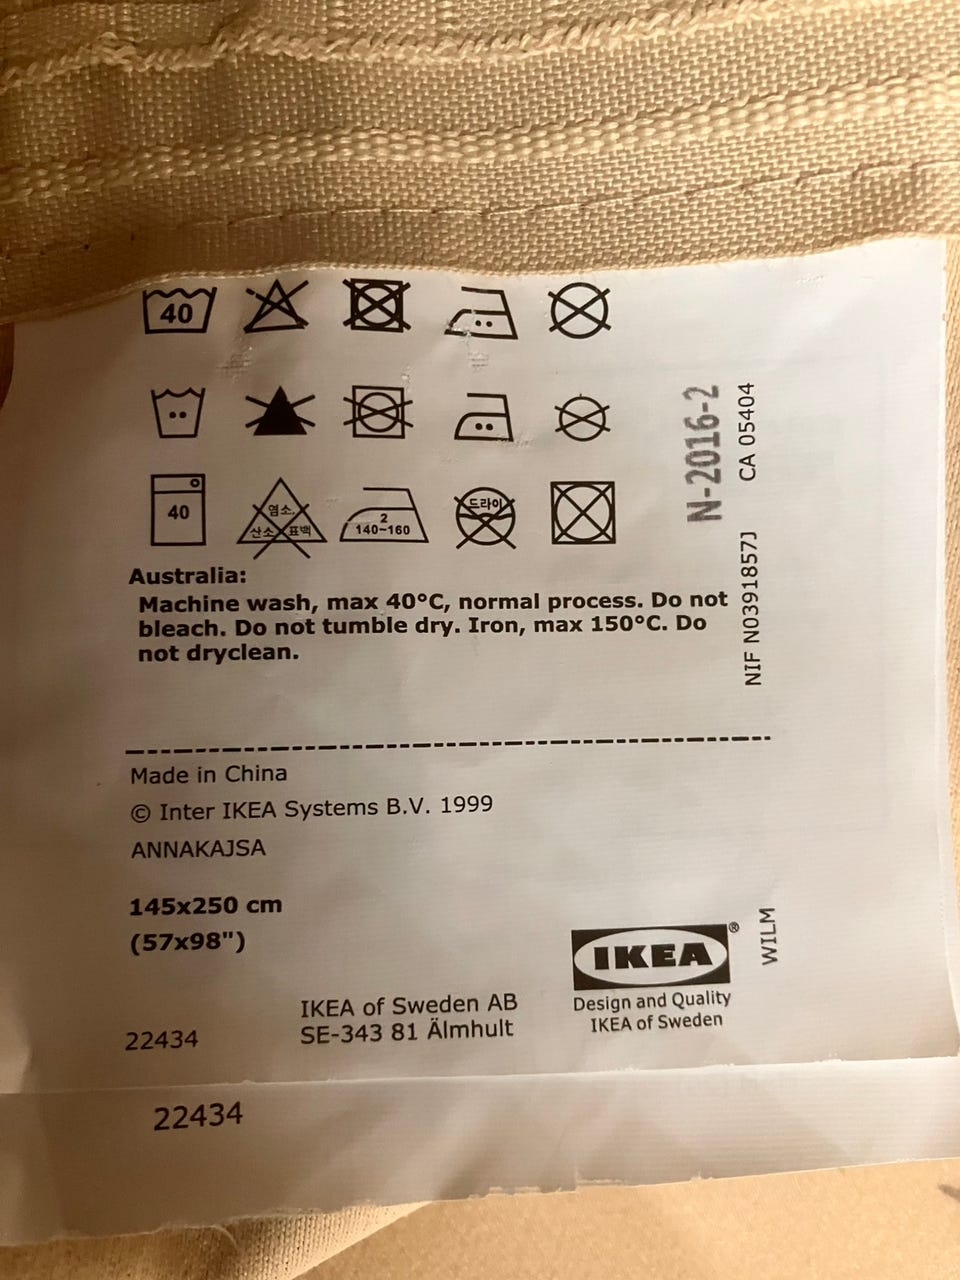 40
40
염소
산소 표백
2
140~160
드라이
Australia:
Machine wash, max 40°C, normal process. Do not
bleach. Do not tumble dry. Iron, max 150°C. Do
not dryclean.
N-2016-2
NIF N0391857J CA 05404
Made in China
© Inter IKEA Systems B.V. 1999
ANNAKAJSA
145x250 cm
(57x98")
WILM
IKEA®
Design and Quality
IKEA of Sweden
IKEA of Sweden AB
SE-343 81 Älmhult
22434
22434